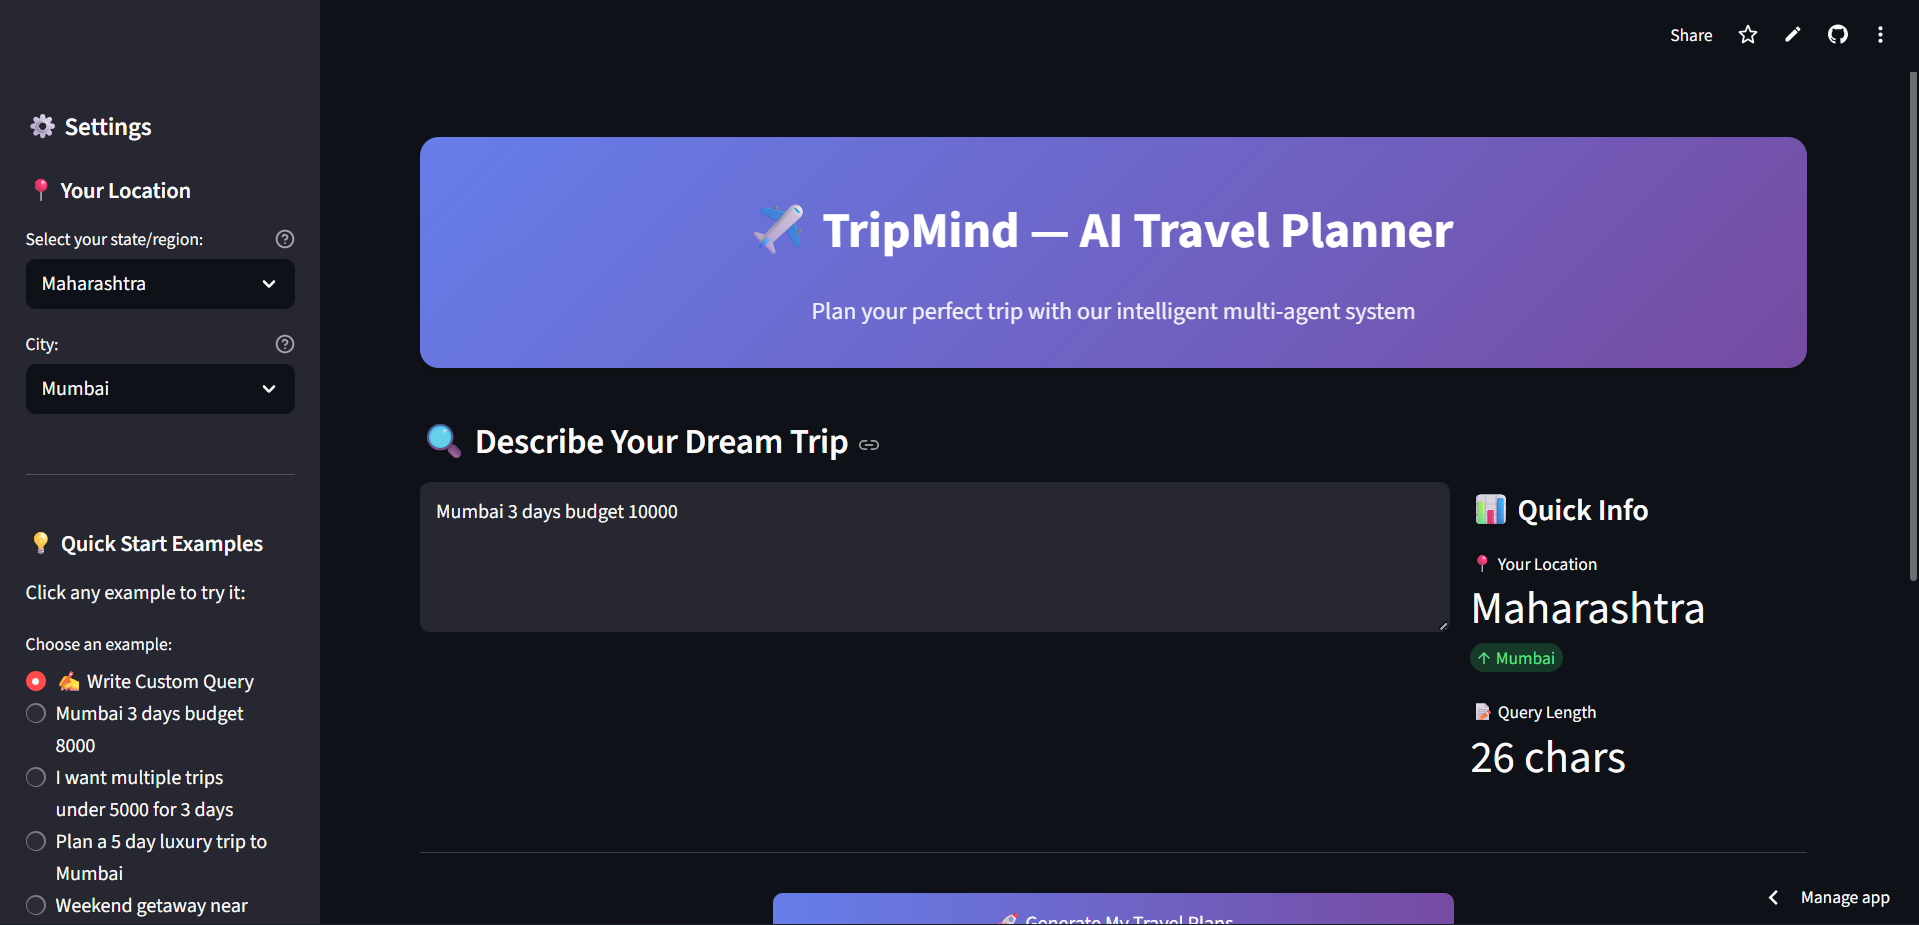 Share
Settings
Your Location
Select your state/region:
Maharashtra
City:
Mumbai
Quick Start Examples
Click any example to try it:
Choose an example:
Write Custom Query
Mumbai 3 days budget
8000
I want multiple trips
under 5000 for 3 days
Plan a 5 day luxury trip to
Mumbai
Weekend getaway near
TripMind — AI Travel Planner
Plan your perfect trip with our intelligent multi-agent system
Describe Your Dream Trip
Mumbai 3 days budget 10000
Quick Info
Your Location
Maharashtra
↑ Mumbai
Query Length
26 chars
Generate My Travel Plans
Manage app